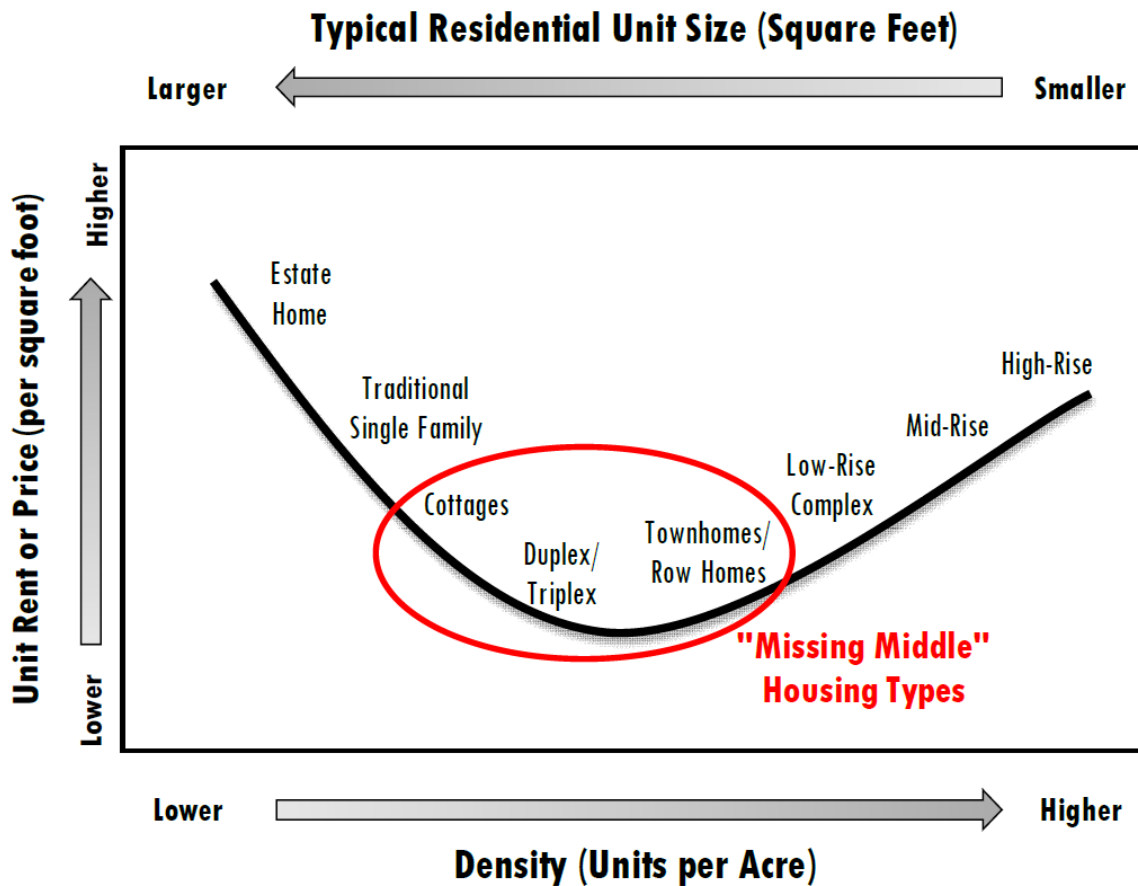 Typical Residential Unit Size (Square Feet)
Larger
Smaller
Unit Rent or Price (per square foot)
Higher
Lower
Estate
Home
Traditional
Single Family
Cottages
Duplex/
Triplex
Townhomes/
Row Homes
Low-Rise
Complex
Mid-Rise
High-Rise
"Missing Middle"
Housing Types
Lower
Higher
Density (Units per Acre)